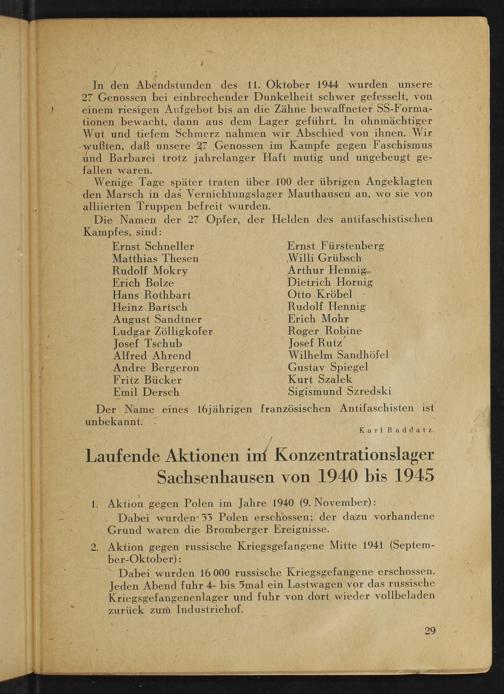 In den Abendstunden des 11. Oktober 1944 wurden unsere
27 Genossen bei einbrechender Dunkelheit schwer gefesselt, von
einem riesigen Aufgebot bis an die Zähne bewaffneter SS-Forma-
tionen bewacht, dann aus dem Lager geführt. In ohnmächtiger
Wut und tiefem Schmerz nahmen wir Abschied von ihnen. Wir
wußten, daß unsere 27 Genossen im Kampfe gegen Faschismus
und Barbarei trotz jahrelanger Haft mutig und ungebeugt ge-
fallen waren.
Wenige Tage später traten über 100 der übrigen Angeklagten
den Marsch in das Vernichtungslager Mauthausen an, wo sie von
alliierten Truppen befreit wurden.
Die Namen der 27 Opfer, der Helden des antifaschistischen
Kampfes, sind:
Ernst Schneller
Matthias Thesen
Rudolf Mokry
Erich Bolze
Hans Rothbart
Heinz Bartsch
August Sandtner
Ludgar Zölligkofer
Josef Tschub
Alfred Ahrend
Andre Bergeron
Fritz Bücker
Emil Dersch
Ernst Fürstenberg
Willi Grübsch
Arthur Hennig
Dietrich Hornig
Otto Kröbel
Rudolf Hennig
Erich Mohr
Roger Robine
Josef Rutz
Wilhelm Sandhöfel
Gustav Spiegel
Kurt Szalek
Sigismund Szredski
Der Name eines 16jährigen französischen Antifaschisten ist
unbekannt.
Karl Raddatz.
Laufende Aktionen im Konzentrationslager
Sachsenhausen von 1940 bis 1945
1. Aktion gegen Polen im Jahre 1940 (9. November):
Dabei wurden 33 Polen erschossen; der dazu vorhandene
Grund waren die Bromberger Ereignisse.
2. Aktion gegen russische Kriegsgefangene Mitte 1941 (Septem-
ber-Oktober):
Dabei wurden 16 000 russische Kriegsgefangene erschossen.
Jeden Abend fuhr 4- bis 5mal ein Lastwagen vor das russische
Kriegsgefangenenlager und fuhr von dort wieder vollbeladen
zurück zum Industriehof.
29